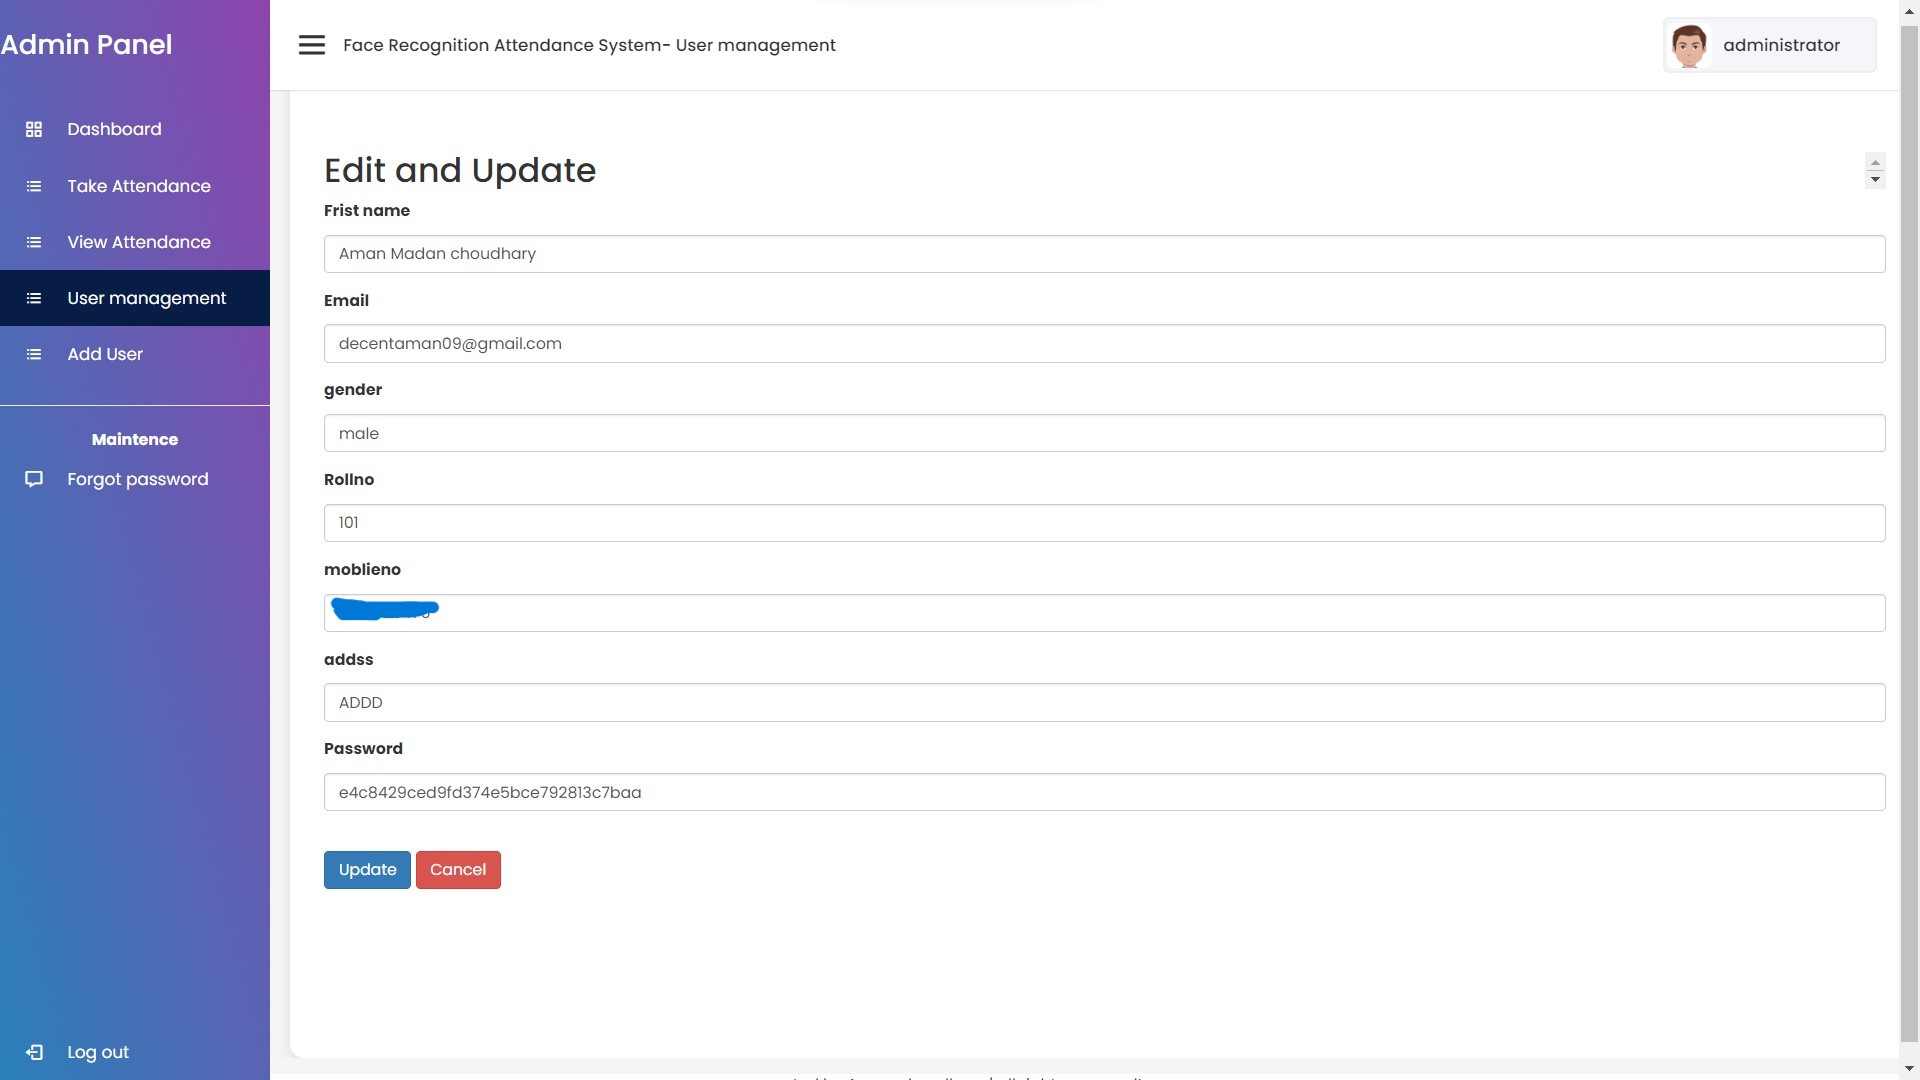 Admin Panel
Face Recognition Attendance System- User management
administrator
Dashboard
Take Attendance
View Attendance
User management
Add User
Maintence
Forgot password
Log out
Edit and Update
Frist name
Aman Madan choudhary
Email
decentaman09@gmail.com
gender
male
Rollno
101
moblieno
addss
ADDD
Password
e4c8429ced9fd374e5bce792813c7baa
Update
Cancel